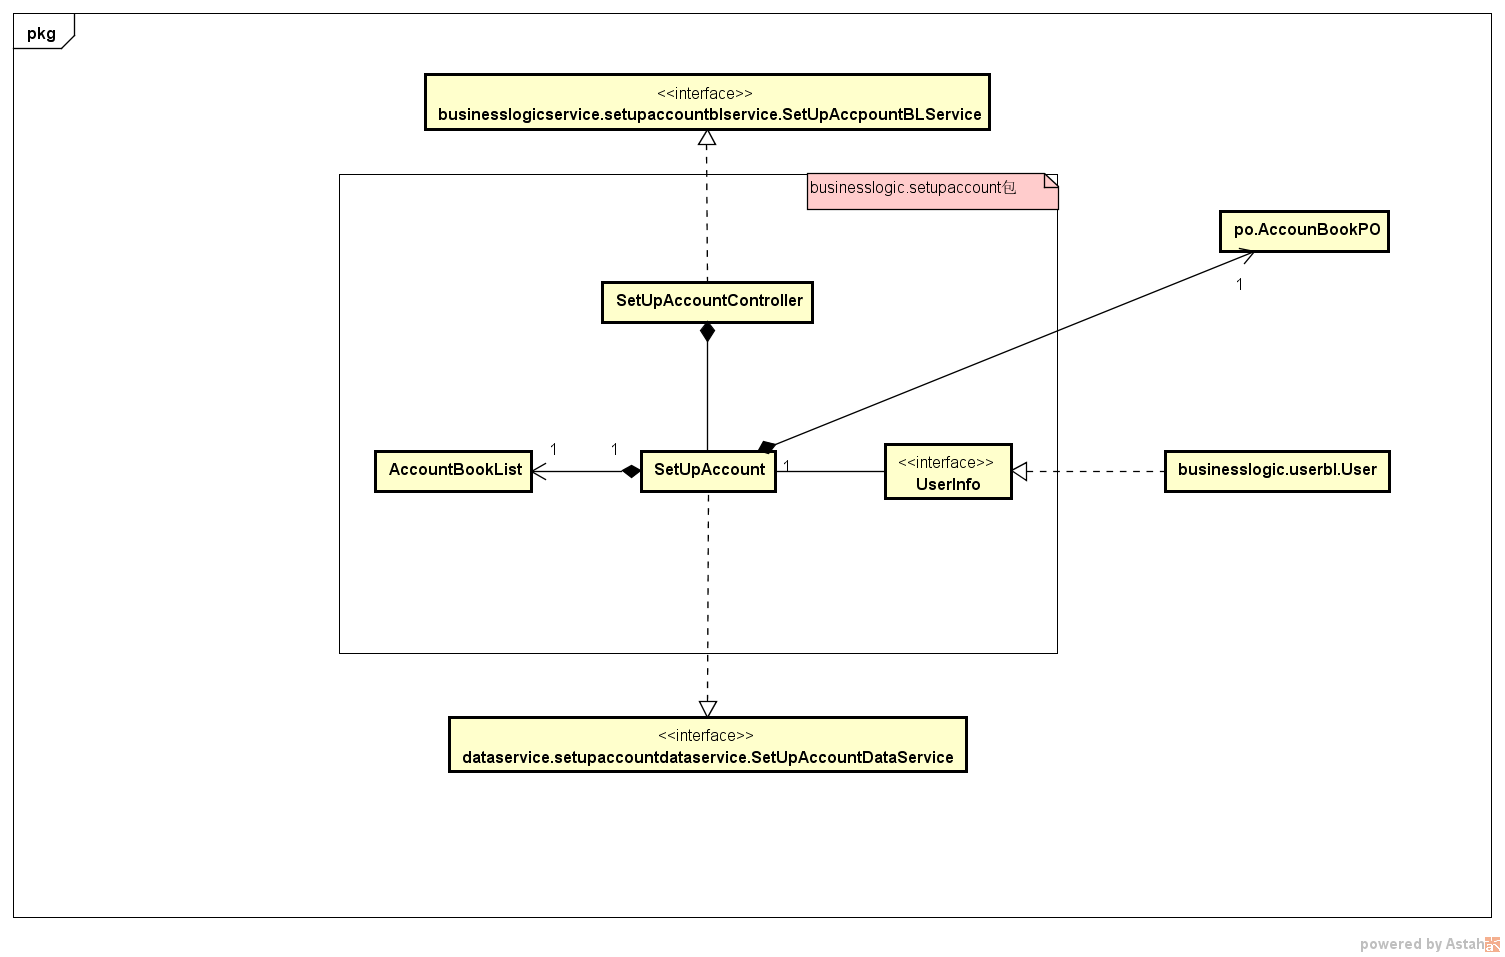 pkg
<<interface>>
businesslogicservice.setupaccountblservice.SetUpAccpountBLService
businesslogic.setupaccount包
po.AccounBookPO
1
SetUpAccountController
AccountBookList
1
1
SetUpAccount
1
<<interface>>
UserInfo
businesslogic.userbl.User
<<interface>>
dataservice.setupaccountdataservice.SetUpAccountDataService
powered by Astah